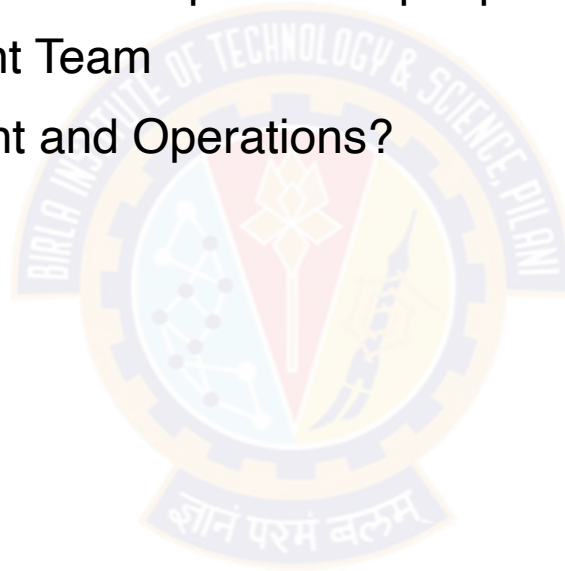 nt Team
nt and Operations?
BIRLA INSTITUTE OF TECHNOLOGY & SCIENCE, PILANI
ज्ञानं परमं बलम्